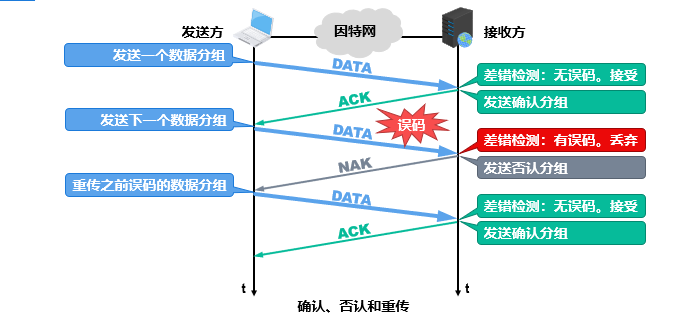 发送方
因特网
接收方
发送一个数据分组
DATA
差错检测：无误码。接受
ACK
发送确认分组
发送下一个数据分组
DATA
误码
差错检测：有误码。丢弃
NAK
发送否认分组
重传之前误码的数据分组
DATA
差错检测：无误码。接受
ACK
发送确认分组
t
t
确认、否认和重传